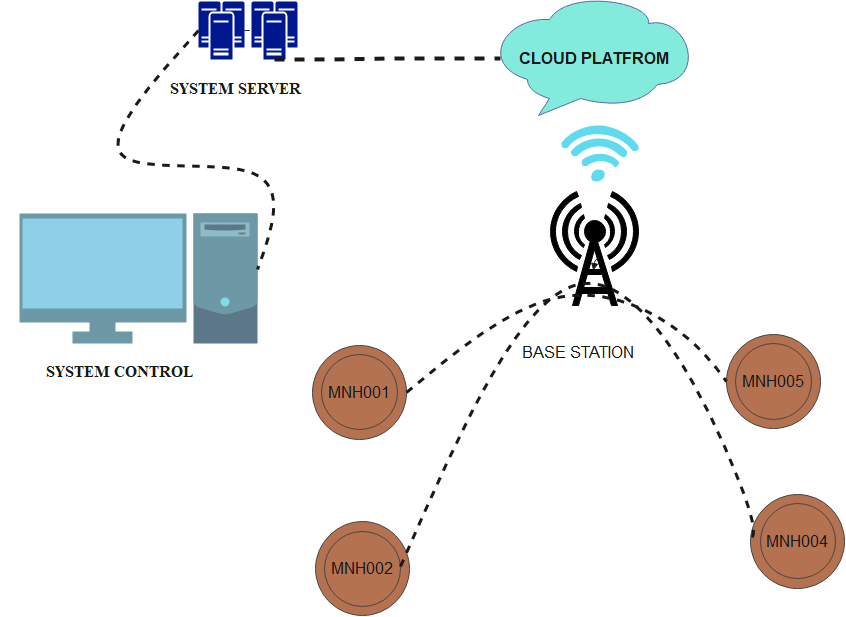 CLOUD PLATFROM
SYSTEM SERVER
BASE STATION
SYSTEM CONTROL
MNH001
MNH005
MNH002
MNH004